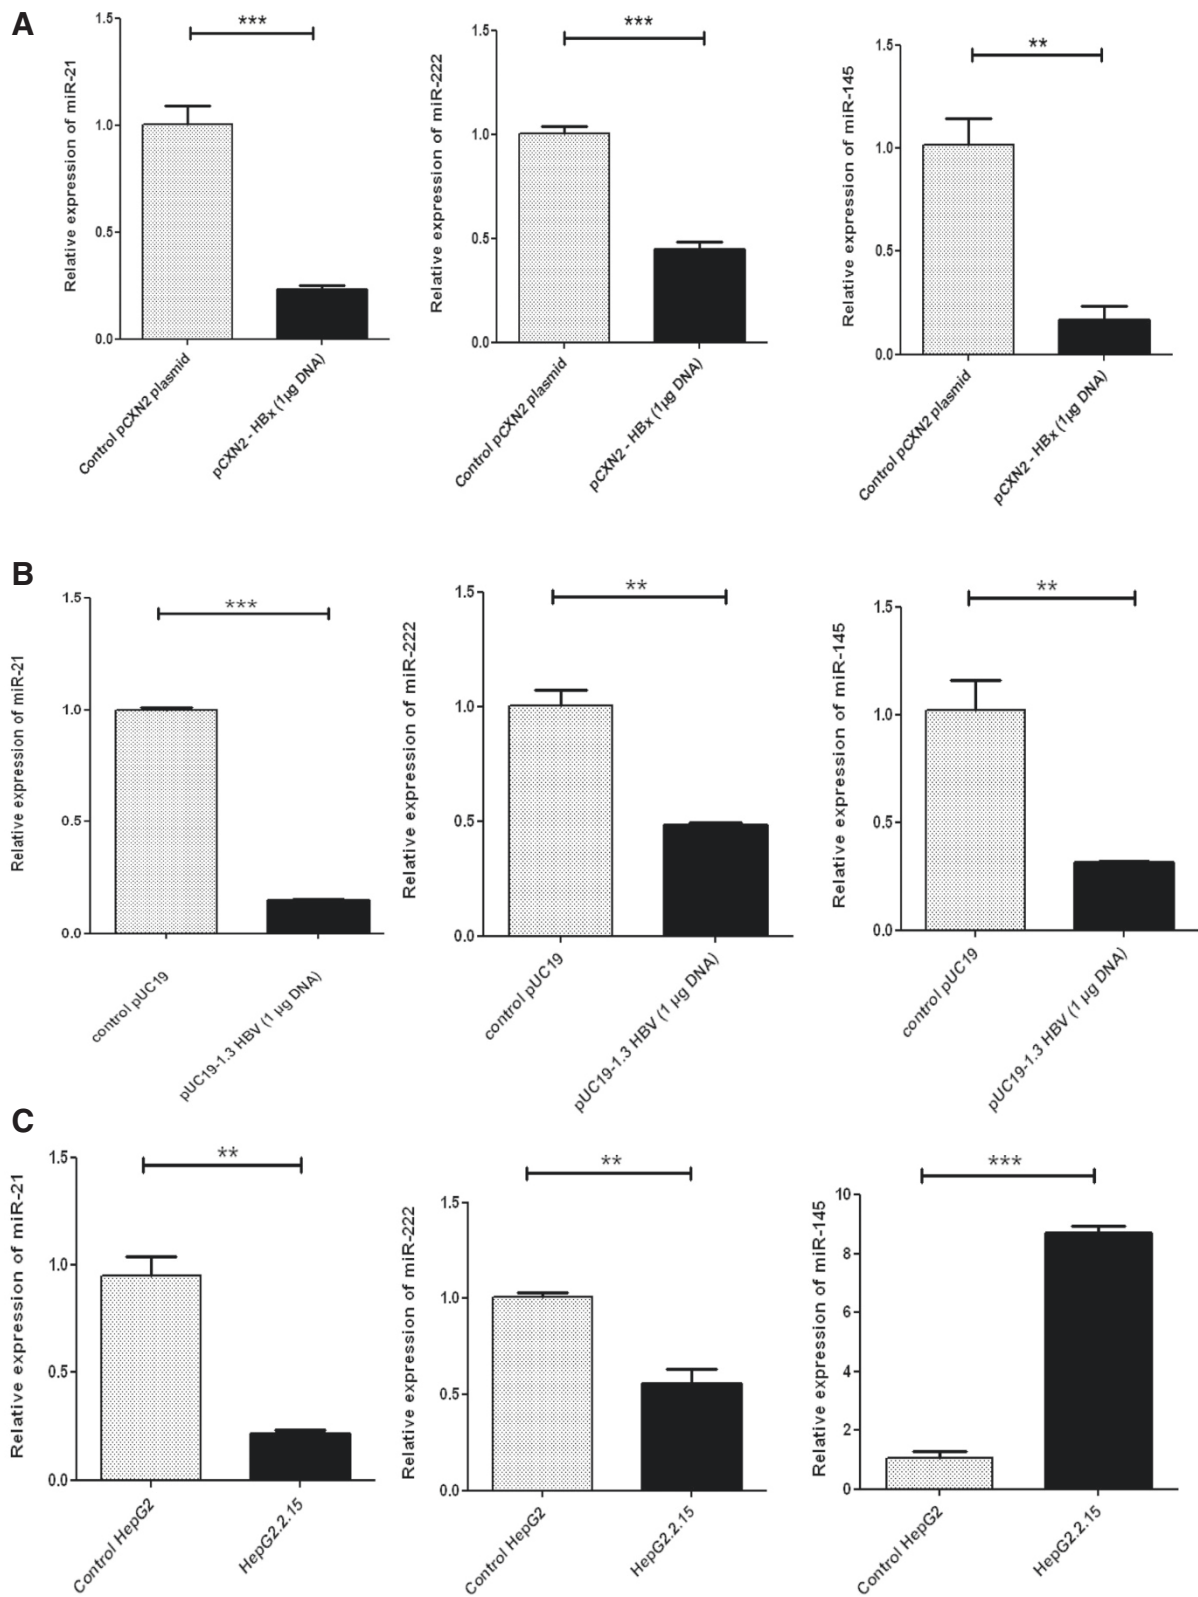 A
Relative expression of miR-21
1.5
1.0
0.5
0.0
***
Control pCXN2 plasmid
pCXN2 - HBx (1µg DNA)
Relative expression of miR-222
1.5
1.0
0.5
0.0
***
Control pCXN2 plasmid
pCXN2 - HBx (1µg DNA)
Relative expression of miR-145
1.5
1.0
0.5
0.0
**
Control pCXN2 plasmid
pCXN2 - HBx (1µg DNA)
B
Relative expression of miR-21
1.5
1.0
0.5
0.0
***
control pUC19
pUC19-1.3 HBV (1 µg DNA)
Relative expression of miR-222
1.5
1.0
0.5
0.0
**
control pUC19
pUC19-1.3 HBV (1 µg DNA)
Relative expression of miR-145
1.5
1.0
0.5
0.0
**
control pUC19
pUC19-1.3 HBV (1 µg DNA)
C
Relative expression of miR-21
1.5
1.0
0.5
0.0
**
Control HepG2
HepG2.2.15
Relative expression of miR-222
1.5
1.0
0.5
0.0
**
Control HepG2
HepG2.2.15
Relative expression of miR-145
10
8
6
4
2
0
***
Control HepG2
HepG2.2.15